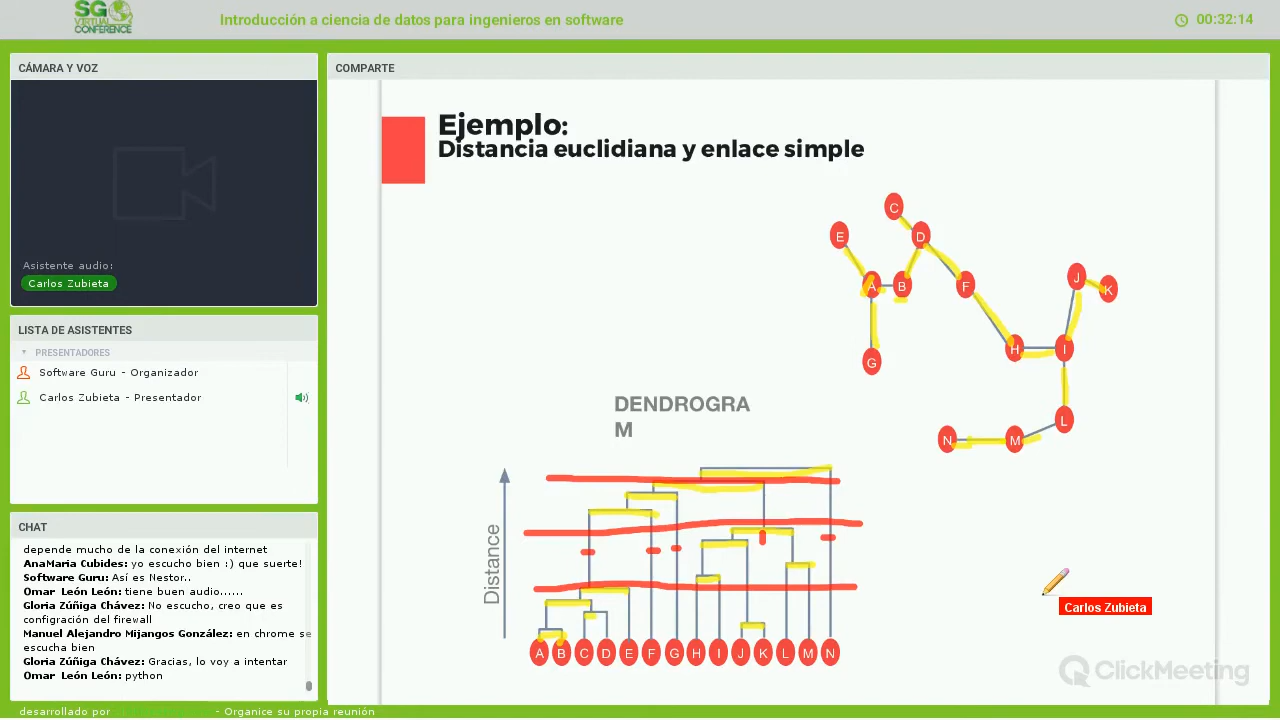 SG
VIRTUAL
CONFERENCE
Introducción a ciencia de datos para ingenieros en software
00:32:14
CÁMARA Y VOZ
Asistente audio:
Carlos Zubieta
LISTA DE ASISTENTES
PRESENTADORES
Software Guru - Organizador
Carlos Zubieta - Presentador
CHAT
depende mucho de la conexión del internet
AnaMaria Cubides: yo escucho bien :) que suerte!
Software Guru: Así es Nestor..
Omar León León: tiene buen audio......
Gloria Zúñiga Chávez: No escucho, creo que es
configración del firewall
Manuel Alejandro Mijangos González: en chrome se
escucha bien
Gloria Zúñiga Chávez: Gracias, lo voy a intentar
Omar León León: python
desarrollado por
- Organice su propia reunión
COMPARTE
Ejemplo:
Distancia euclidiana y enlace simple
C
E
D
A
B
F
J
K
G
H
I
L
N
M
DENDROGRA
M
Distance
A B C D E F G H I J K L M N
Carlos Zubieta
ClickMeeting